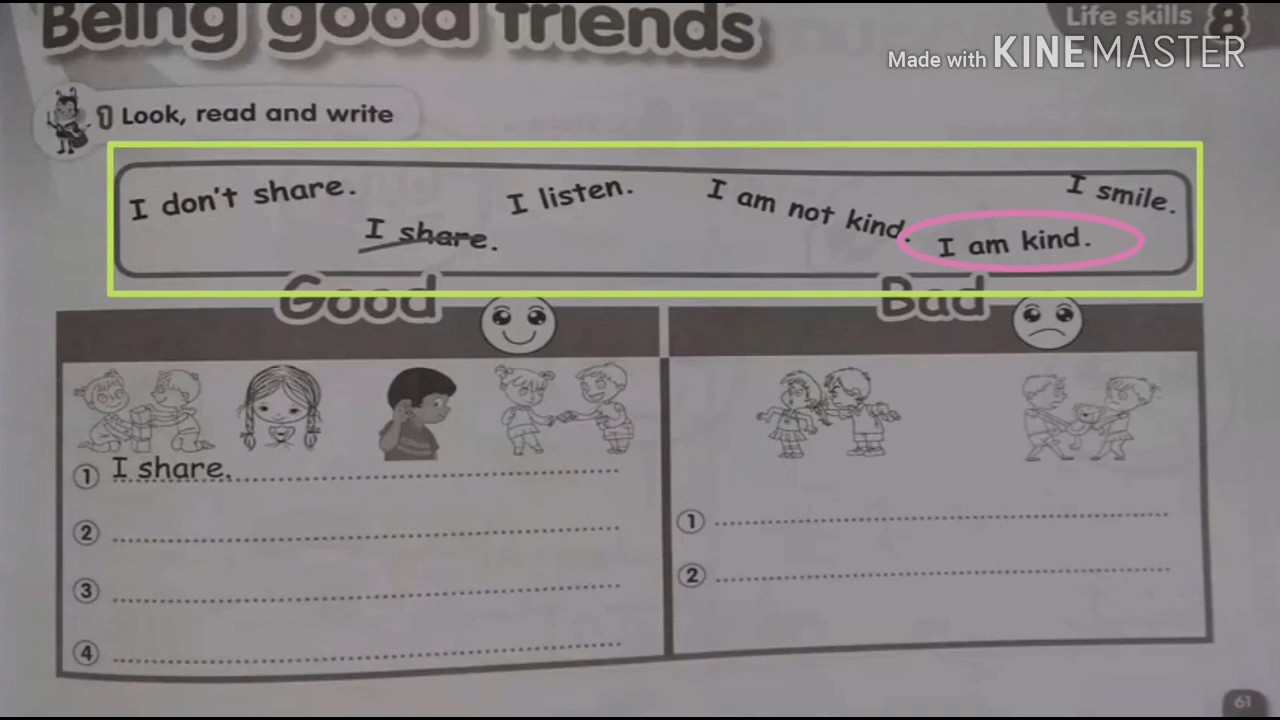 Being good friends
Life skills 8
Made with KINEMASTER
1 Look, read and write
I don't share.
I listen.
I am not kind.
I smile.
I share.
I am kind.
Good
Bad
1 I share.
2
3
4
1
2
61